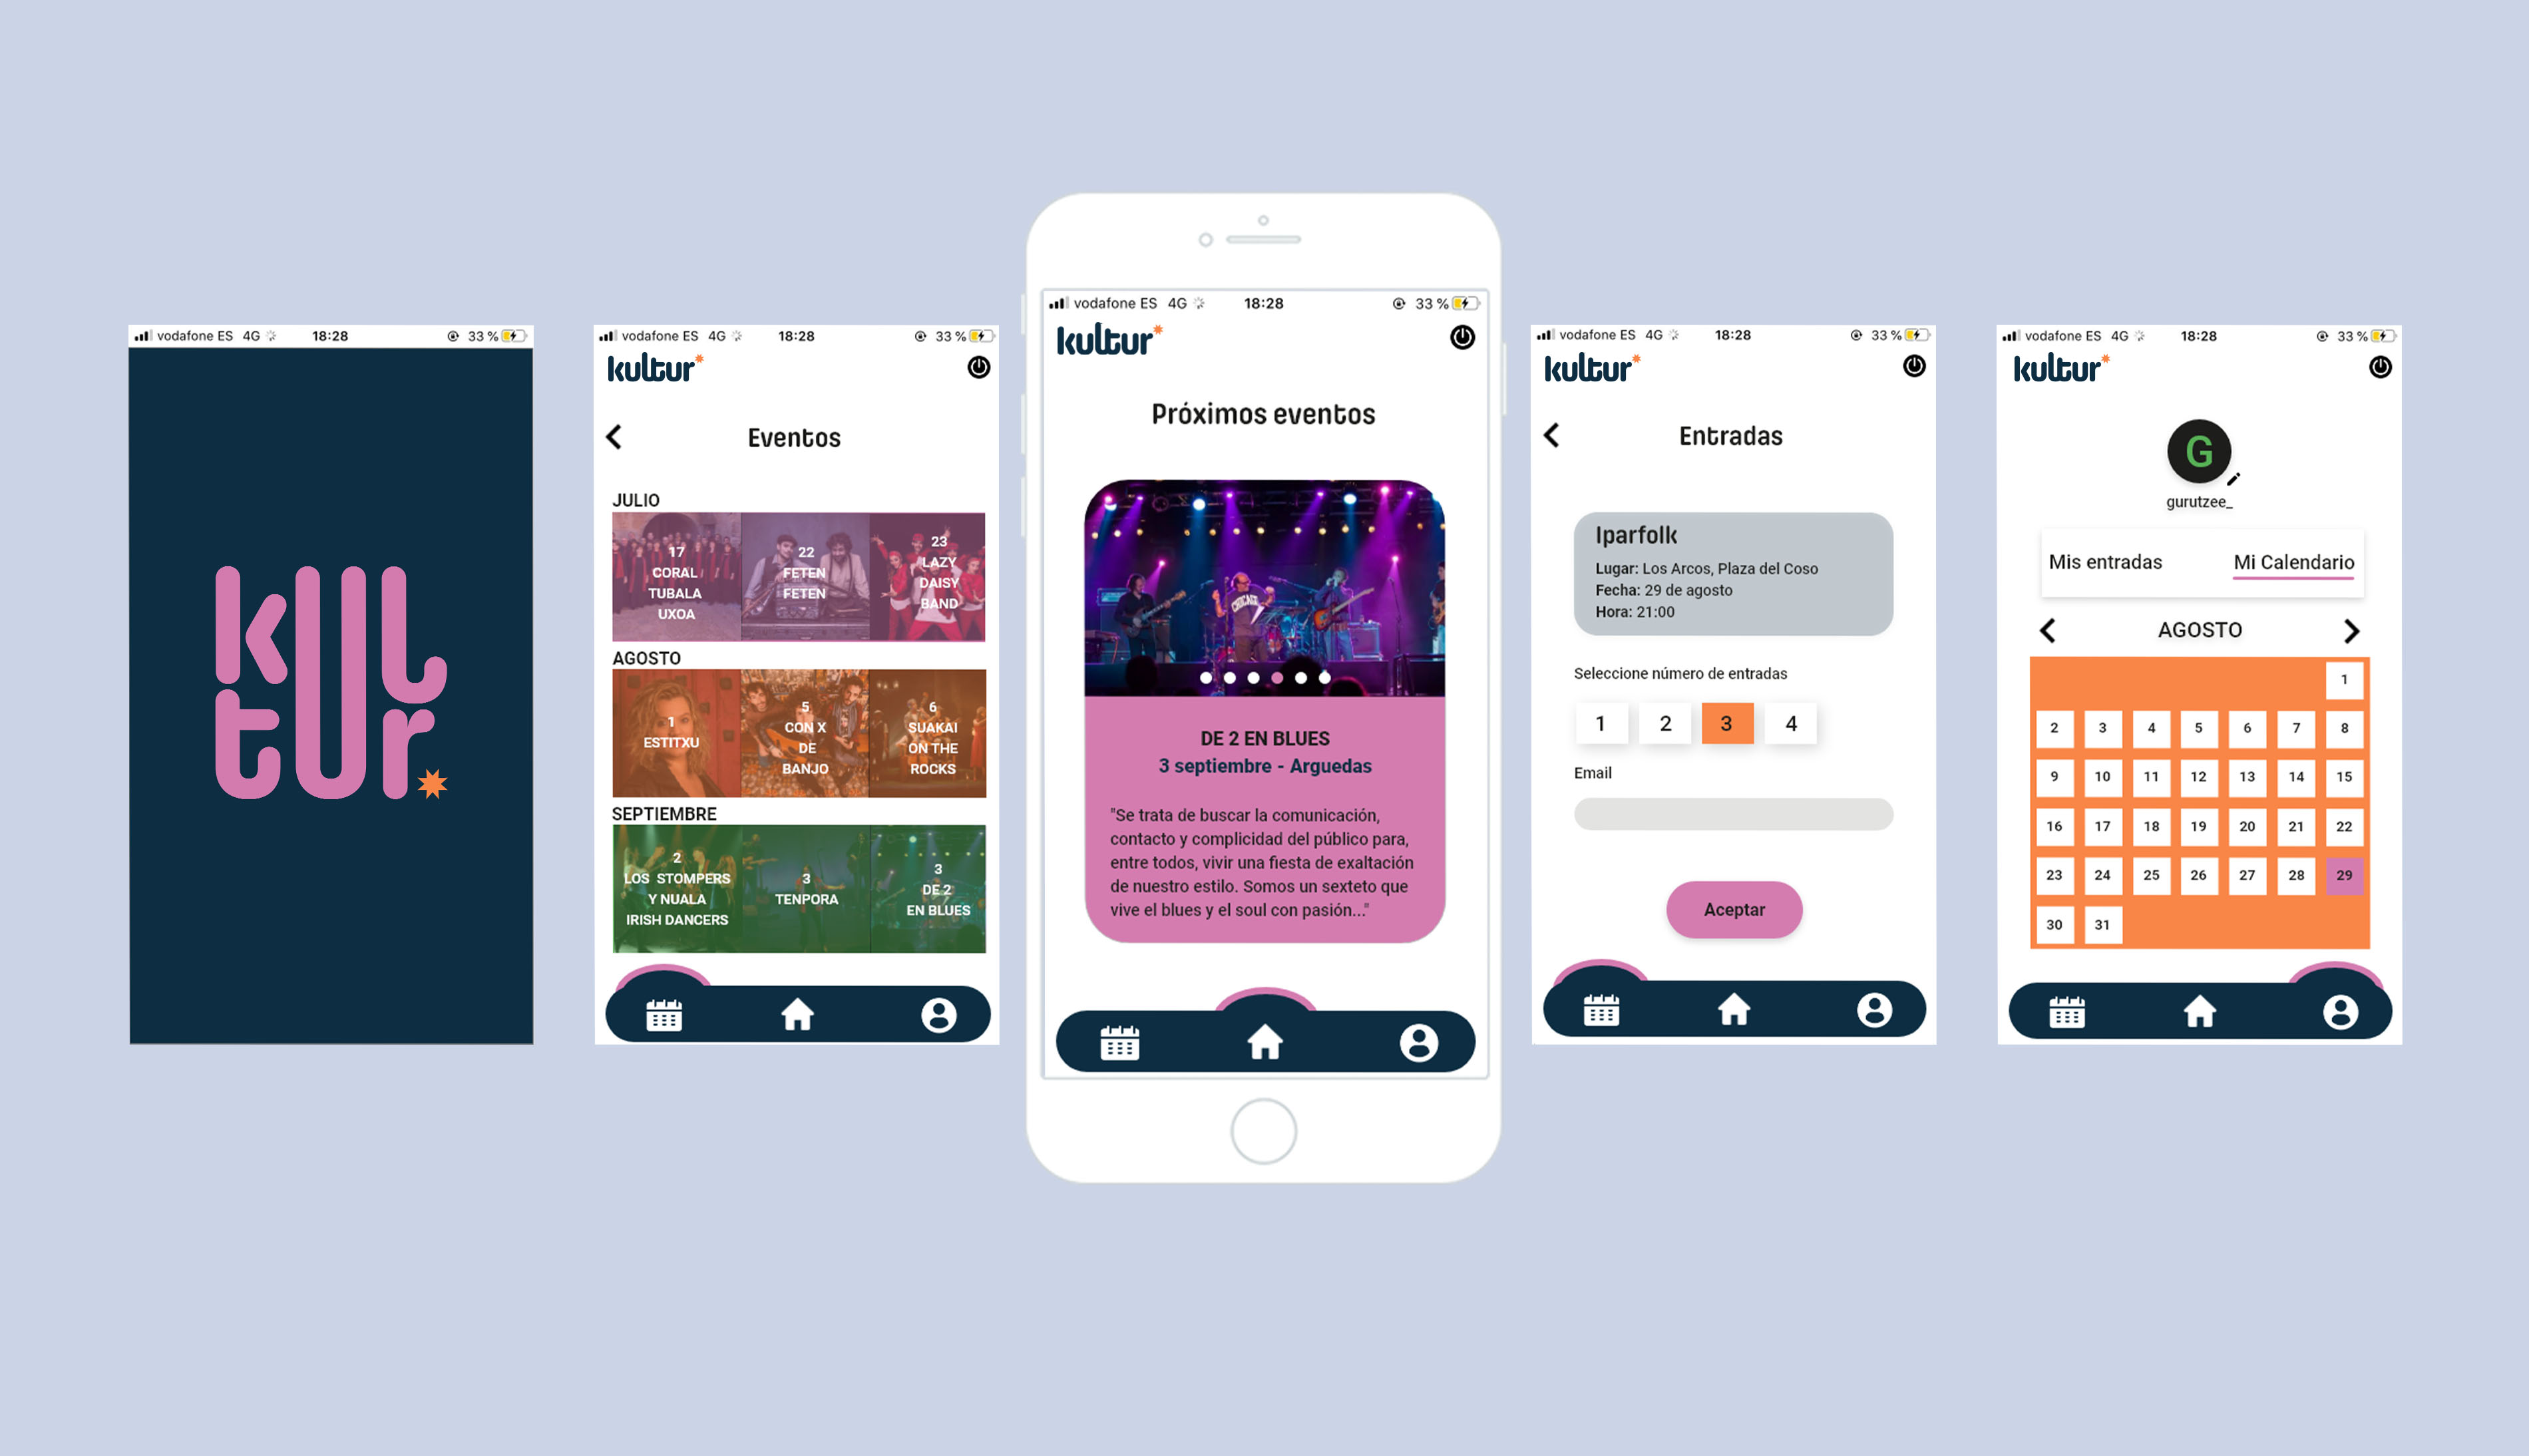 vodafone ES 4G 18:28 33 %
kul
tur
vodafone ES 4G 18:28 33 %
kultur
Eventos
JULIO
17
CORAL
TUBALA
UXOA
22
FETEN
FETEN
23
LAZY
DAISY
BAND
AGOSTO
1
ESTITXU
5
CON X
DE
BANJO
6
SUAKAI
ON THE
ROCKS
SEPTIEMBRE
2
LOS STOMPERS
Y NUALA
IRISH DANCERS
3
TENPORA
3
DE 2
EN BLUES
vodafone ES 4G 18:28 33 %
kultur
Próximos eventos
CHICAGO
DE 2 EN BLUES
3 septiembre - Arguedas
"Se trata de buscar la comunicación,
contacto y complicidad del público para,
entre todos, vivir una fiesta de exaltación
de nuestro estilo. Somos un sexteto que
vive el blues y el soul con pasión..."
vodafone ES 4G 18:28 33 %
kultur
Entradas
Iparfolk
Lugar: Los Arcos, Plaza del Coso
Fecha: 29 de agosto
Hora: 21:00
Seleccione número de entradas
1 2 3 4
Email
Aceptar
vodafone ES 4G 18:28 33 %
kultur
G
gurutzee_
Mis entradas Mi Calendario
AGOSTO
1
2 3 4 5 6 7 8
9 10 11 12 13 14 15
16 17 18 19 20 21 22
23 24 25 26 27 28 29
30 31